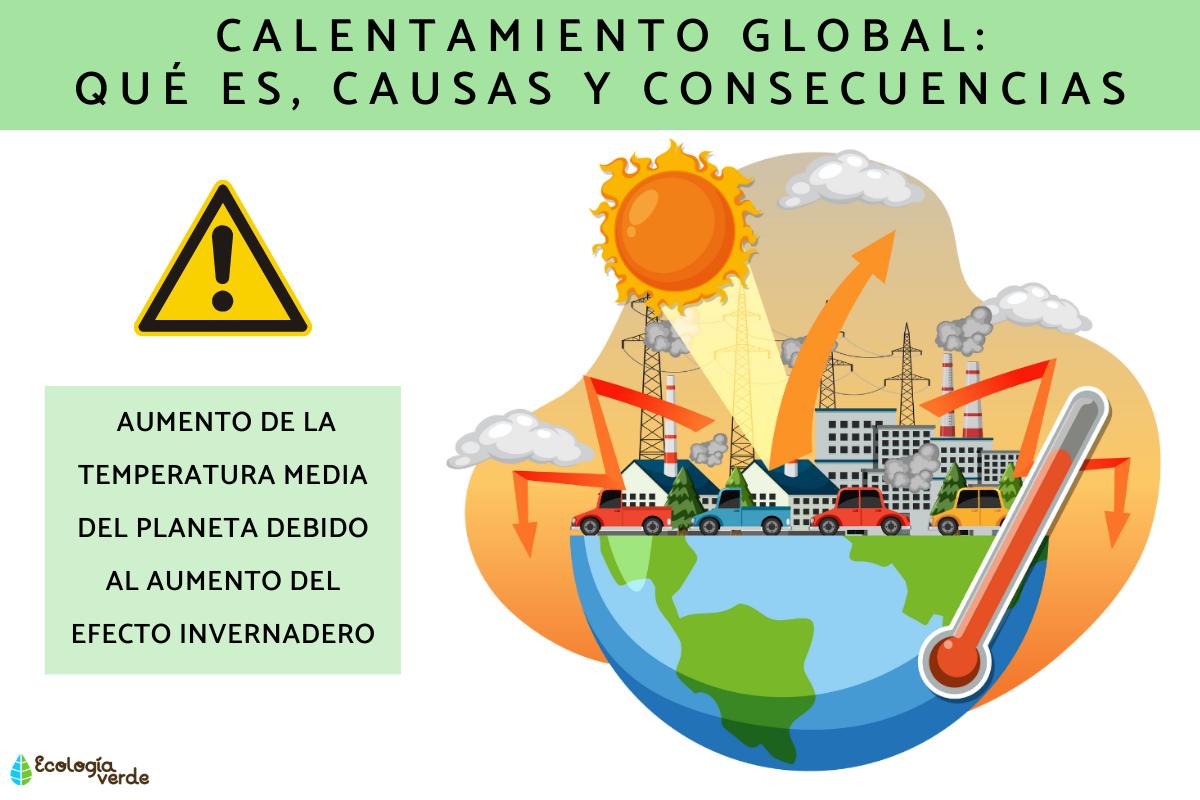 CALENTAMIENTO GLOBAL:
QUÉ ES, CAUSAS Y CONSECUENCIAS
AUMENTO DE LA
TEMPERATURA MEDIA
DEL PLANETA DEBIDO
AL AUMENTO DEL
EFECTO INVERNADERO
Ecología
verde